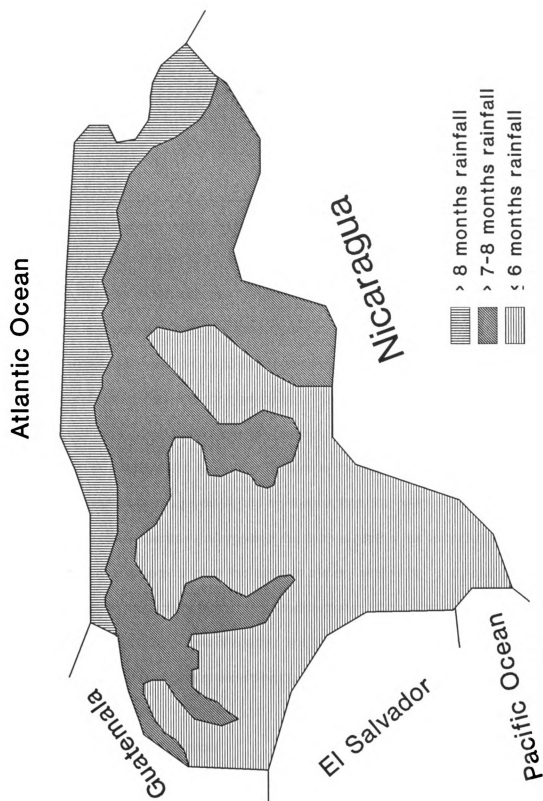 Atlantic Ocean
Guatemala
Nicaragua
El Salvador
Pacific Ocean
> 8 months rainfall
> 7-8 months rainfall
≤ 6 months rainfall